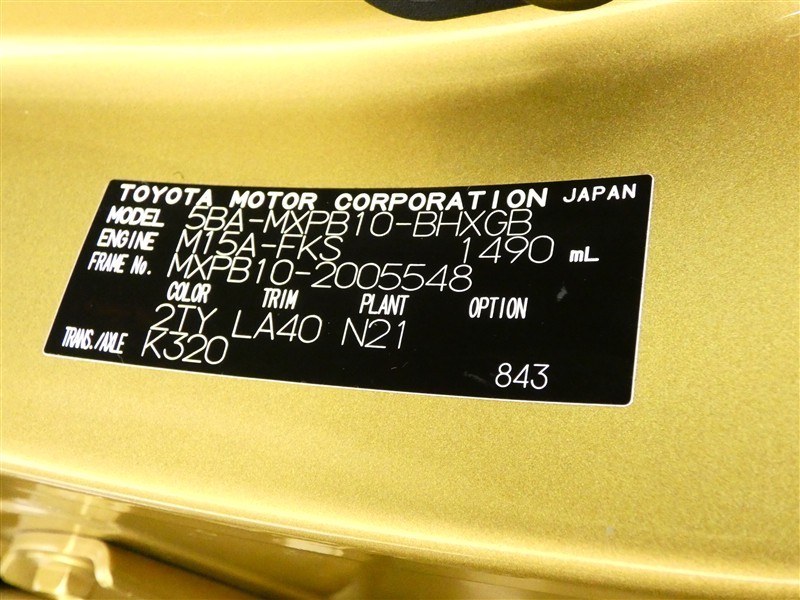 TOYOTA MOTOR CORPORATION JAPAN
MODEL 5BA-MXPB10-BHXGB
ENGINE M15A-FKS 1490 mL
FRAME No. MXPB10-2005548
COLOR TRIM PLANT OPTION
2TY LA40 N21
TRANS./AXLE K320
843